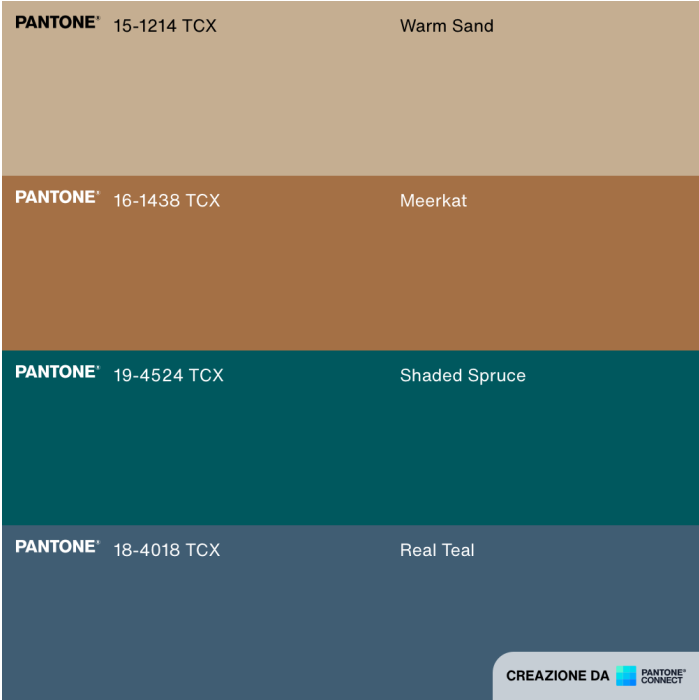 PANTONE® 15-1214 TCX Warm Sand
PANTONE® 16-1438 TCX Meerkat
PANTONE® 19-4524 TCX Shaded Spruce
PANTONE® 18-4018 TCX Real Teal
CREAZIONE DA PANTONE®
CONNECT